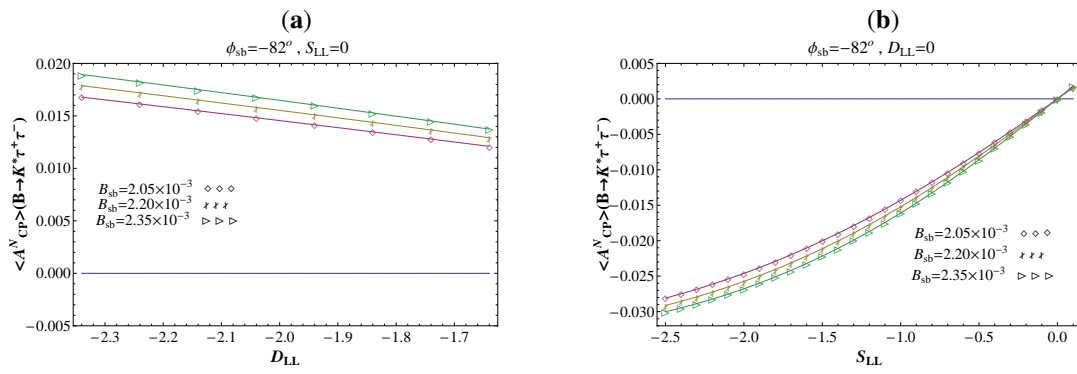 (a)
ϕsb=−82° , SLL=0
<A^N_CP>(B→K*τ+τ−)
0.020
0.015
0.010
0.005
0.000
−0.005
Bsb=2.05×10−3 ◇ ◇ ◇
Bsb=2.20×10−3
Bsb=2.35×10−3 ▷ ▷ ▷
−2.3 −2.2 −2.1 −2.0 −1.9 −1.8 −1.7
DLL
(b)
ϕsb=−82° , DLL=0
<A^N_CP>(B→K*τ+τ−)
0.005
0.000
−0.005
−0.010
−0.015
−0.020
−0.025
−0.030
Bsb=2.05×10−3 ◇ ◇ ◇
Bsb=2.20×10−3
Bsb=2.35×10−3 ▷ ▷ ▷
−2.5 −2.0 −1.5 −1.0 −0.5 0.0
SLL